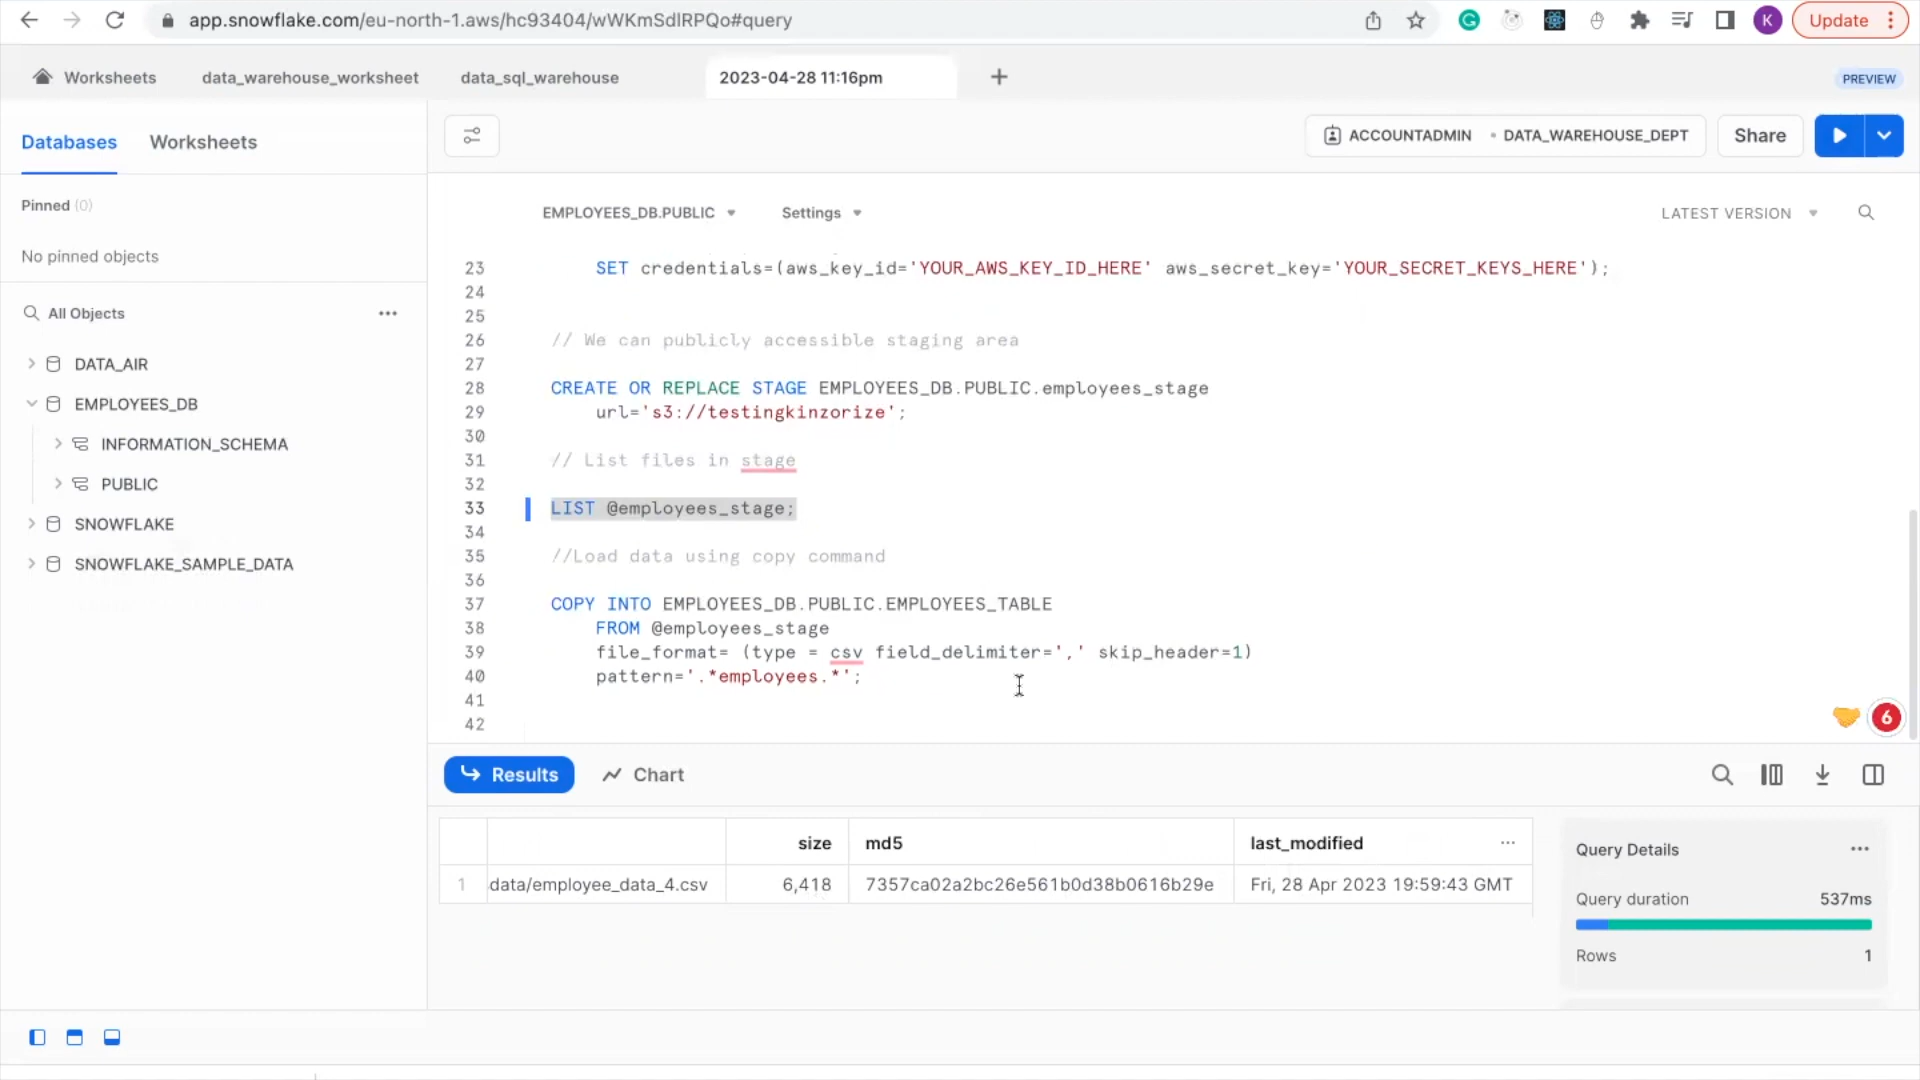 app.snowflake.com/eu-north-1.aws/hc93404/wWKmSdlRPQo#query
K
Update
Worksheets
data_warehouse_worksheet
data_sql_warehouse
2023-04-28 11:16pm
PREVIEW
Databases
Worksheets
ACCOUNTADMIN
DATA_WAREHOUSE_DEPT
Share
Pinned (0)
No pinned objects
EMPLOYEES_DB.PUBLIC
Settings
LATEST VERSION
All Objects
DATA_AIR
EMPLOYEES_DB
INFORMATION_SCHEMA
PUBLIC
SNOWFLAKE
SNOWFLAKE_SAMPLE_DATA
23 SET credentials=(aws_key_id='YOUR_AWS_KEY_ID_HERE' aws_secret_key='YOUR_SECRET_KEYS_HERE');
24
25
26 // We can publicly accessible staging area
27
28 CREATE OR REPLACE STAGE EMPLOYEES_DB.PUBLIC.employees_stage
29 url='s3://testingkinzorize';
30
31 // List files in stage
32
33 LIST @employees_stage;
34
35 //Load data using copy command
36
37 COPY INTO EMPLOYEES_DB.PUBLIC.EMPLOYEES_TABLE
38 FROM @employees_stage
39 file_format= (type = csv field_delimiter=',' skip_header=1)
40 pattern='.*employees.*';
41
42
6
Results
Chart
size md5 last_modified
1 data/employee_data_4.csv 6,418 7357ca02a2bc26e561b0d38b0616b29e Fri, 28 Apr 2023 19:59:43 GMT
Query Details
Query duration 537ms
Rows 1